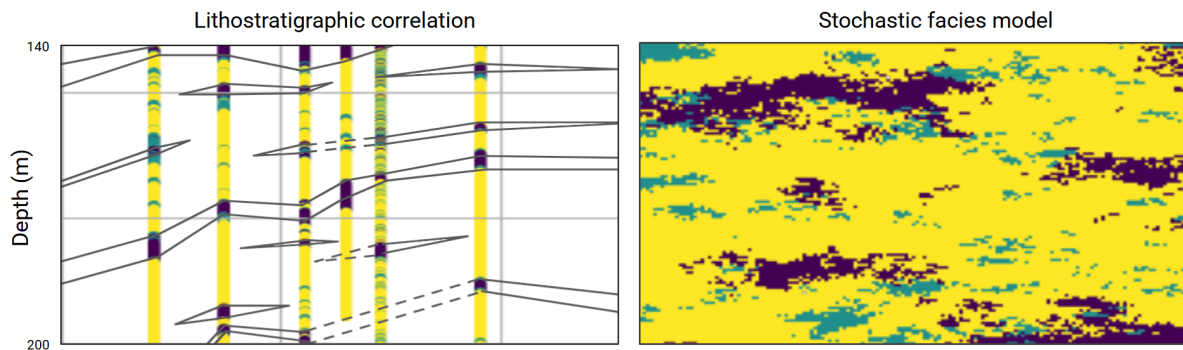 Lithostratigraphic correlation
Stochastic facies model
140
Depth (m)
200